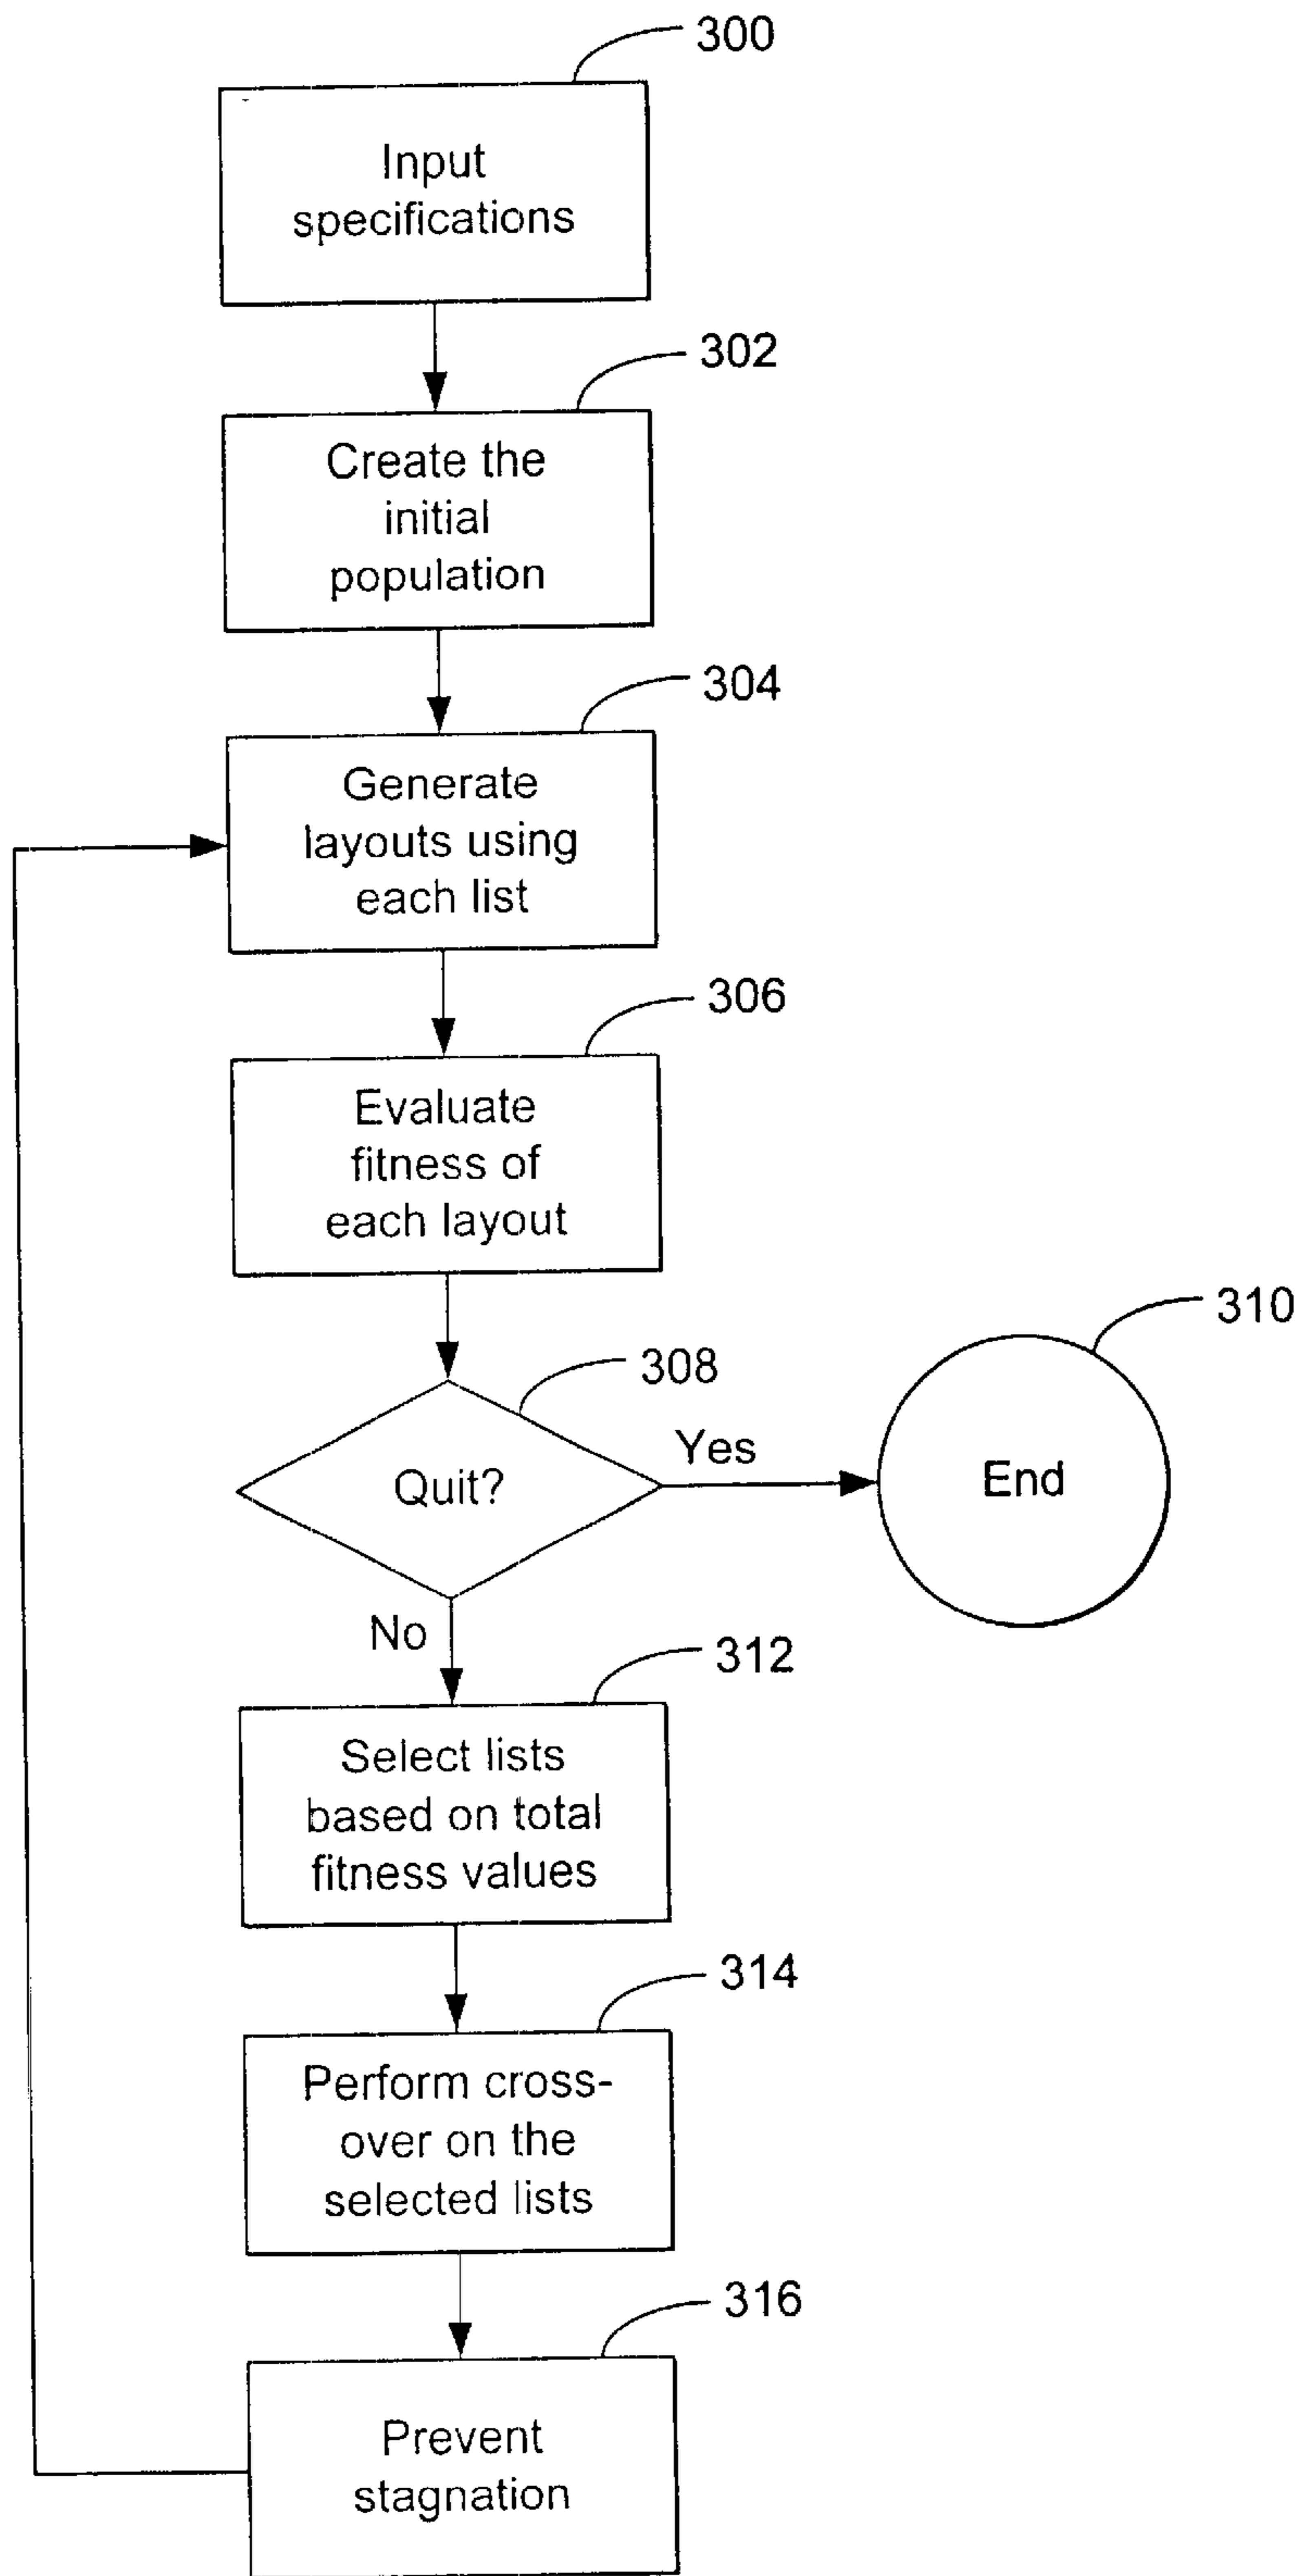 300
Input
specifications
302
Create the
initial
population
304
Generate
layouts using
each list
306
Evaluate
fitness of
each layout
308
Quit?
Yes
310
End
No
312
Select lists
based on total
fitness values
314
Perform cross-
over on the
selected lists
316
Prevent
stagnation